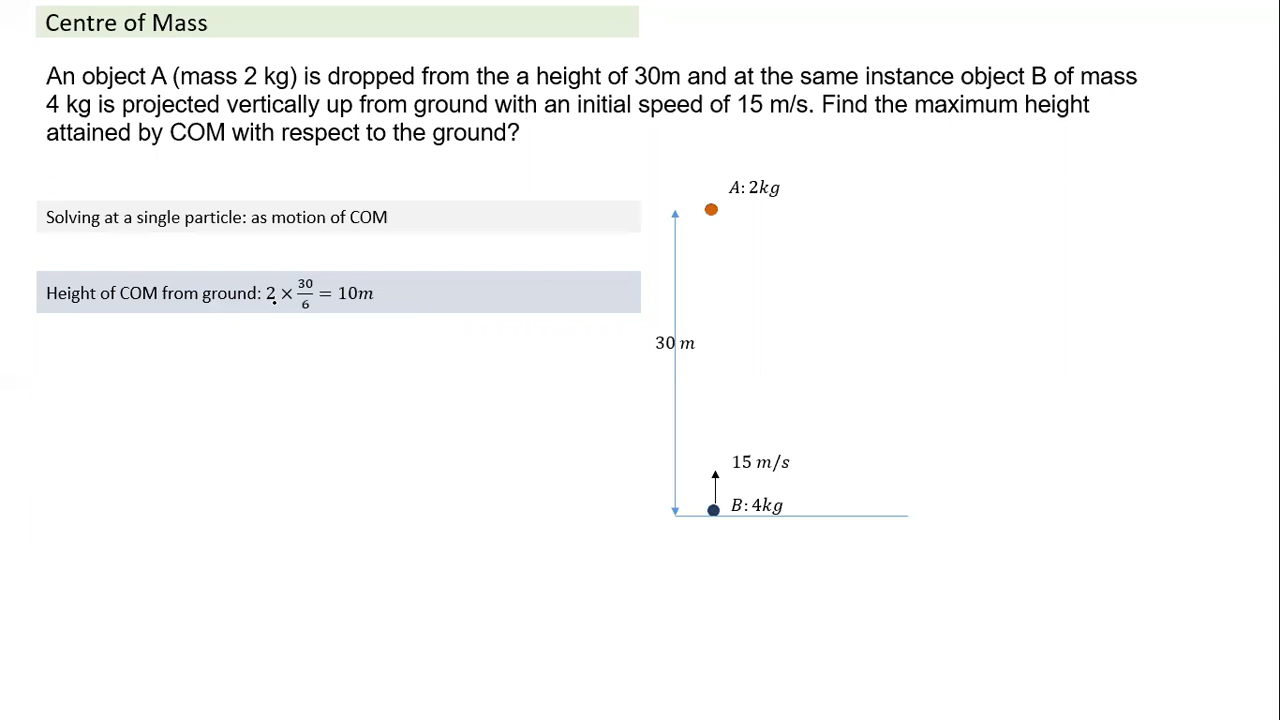 Centre of Mass
An object A (mass 2 kg) is dropped from the a height of 30m and at the same instance object B of mass
4 kg is projected vertically up from ground with an initial speed of 15 m/s. Find the maximum height
attained by COM with respect to the ground?
A: 2kg
Solving at a single particle: as motion of COM
Height of COM from ground: 2 × 30/6 = 10m
30 m
15 m/s
B: 4kg